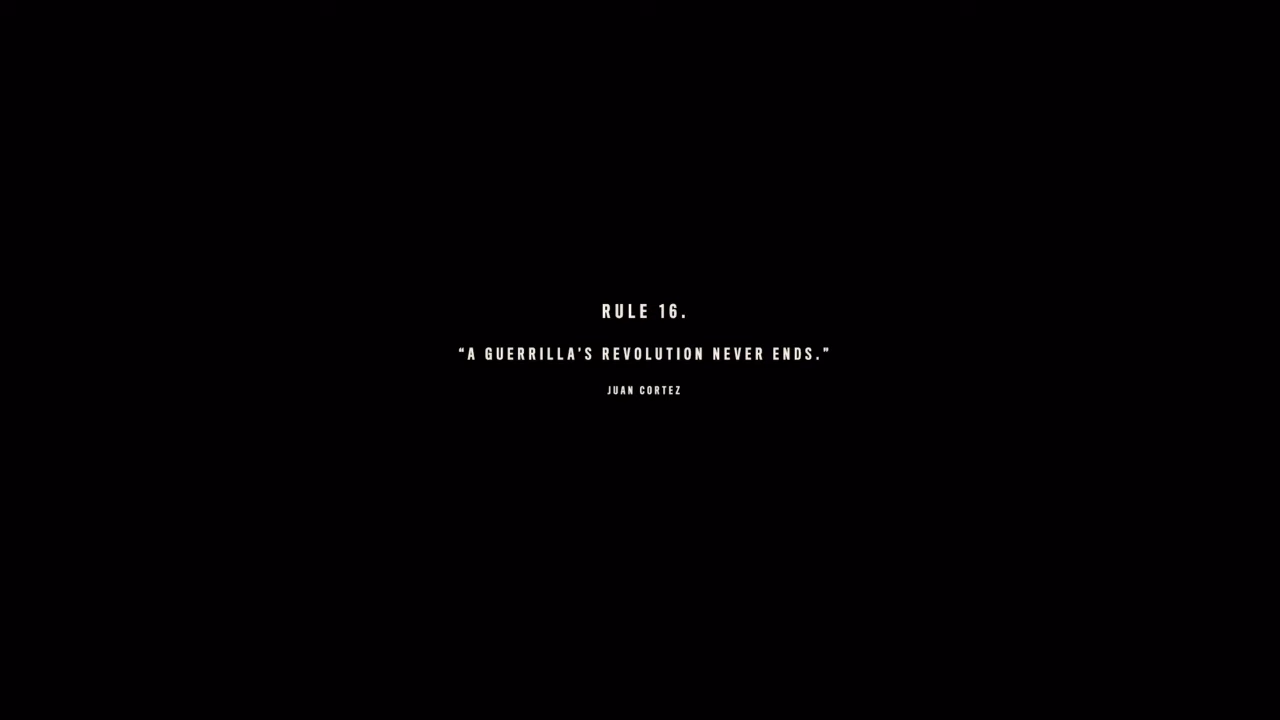 RULE 16.
“A GUERRILLA’S REVOLUTION NEVER ENDS.”
JUAN CORTEZ